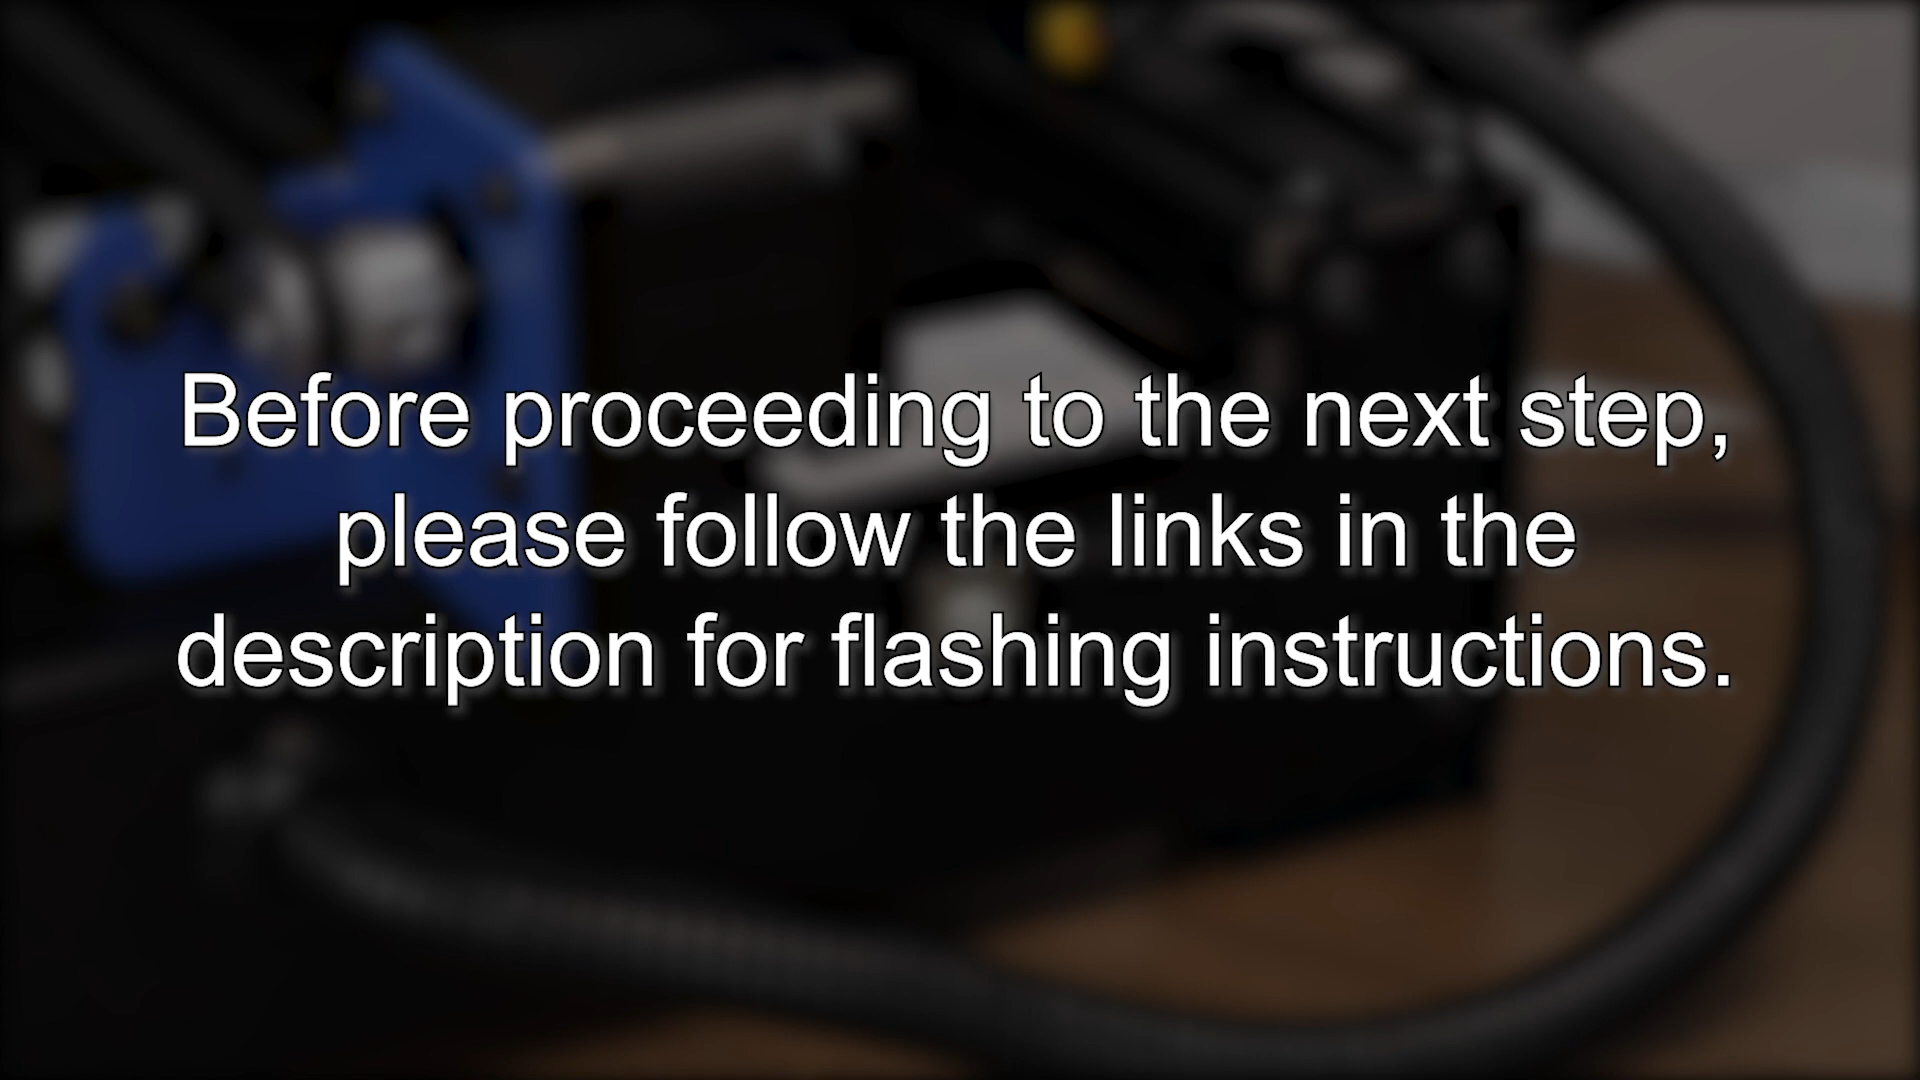 Before proceeding to the next step,
please follow the links in the
description for flashing instructions.